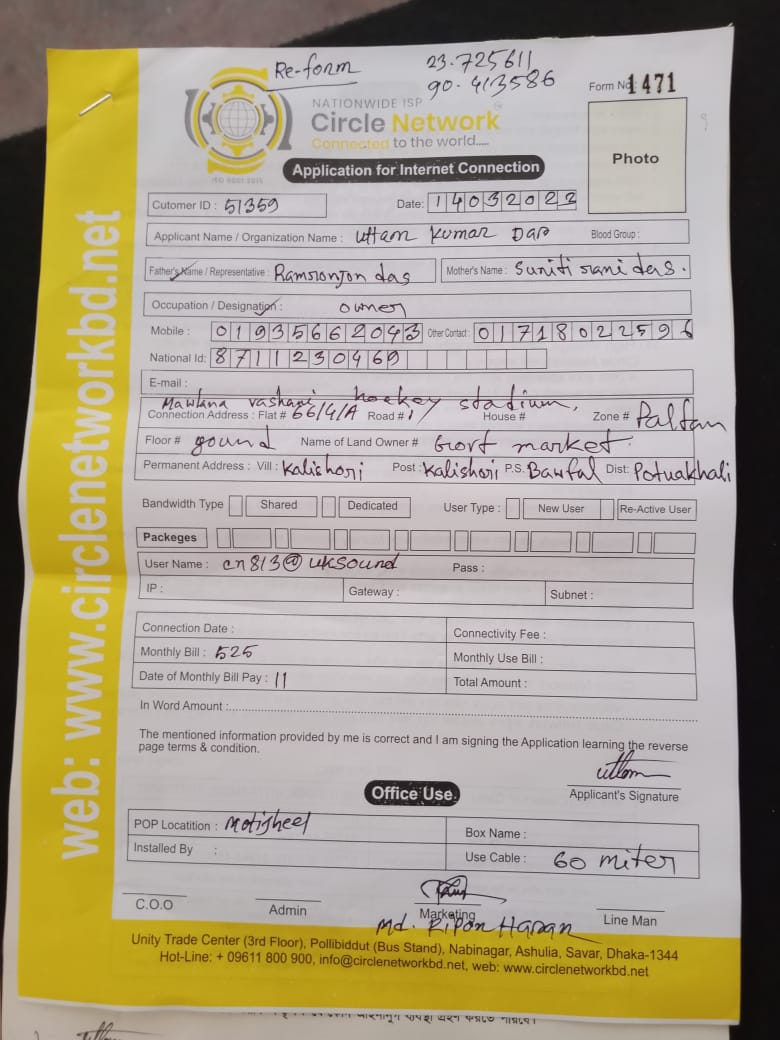 Re-form
23.725611
90.413586
Form No 1471
NATIONWIDE ISP
Circle Network
Connected to the world.....
ISO 9001:2015
Application for Internet Connection
Photo
Cutomer ID : 51359
Date: 14032022
Applicant Name / Organization Name : Uttam Kumar Das Blood Group :
Father's Name / Representative : Ramronjon das Mother's Name : Suniti rani das.
Occupation / Designation : owner
Mobile : 01935662043 Other Contact : 01718022596
National Id: 8711230469
E-mail :
Mawlana vashani hockey stadium,
Connection Address : Flat # 66/4/A Road # 1 House # Zone # Paltan
Floor # gound Name of Land Owner # Govt market.
Permanent Address : Vill : Kalishori Post : Kalishori P.S. Bawfal Dist: Potuakhali
Bandwidth Type Shared Dedicated User Type : New User Re-Active User
Packeges
User Name : cn813@uksound Pass :
IP : Gateway : Subnet :
Connection Date : Connectivity Fee :
Monthly Bill : 525 Monthly Use Bill :
Date of Monthly Bill Pay : 11 Total Amount :
In Word Amount :
The mentioned information provided by me is correct and I am signing the Application learning the reverse
page terms & condition.
uttom
Applicant's Signature
Office Use.
POP Locatition : Motijheel Box Name :
Installed By : Use Cable : 60 miter
C.O.O Admin Marketing Line Man
Md. Ripon Hasan
Unity Trade Center (3rd Floor), Pollibiddut (Bus Stand), Nabinagar, Ashulia, Savar, Dhaka-1344
Hot-Line: + 09611 800 900, info@circlenetworkbd.net, web: www.circlenetworkbd.net
web: www.circlenetworkbd.net